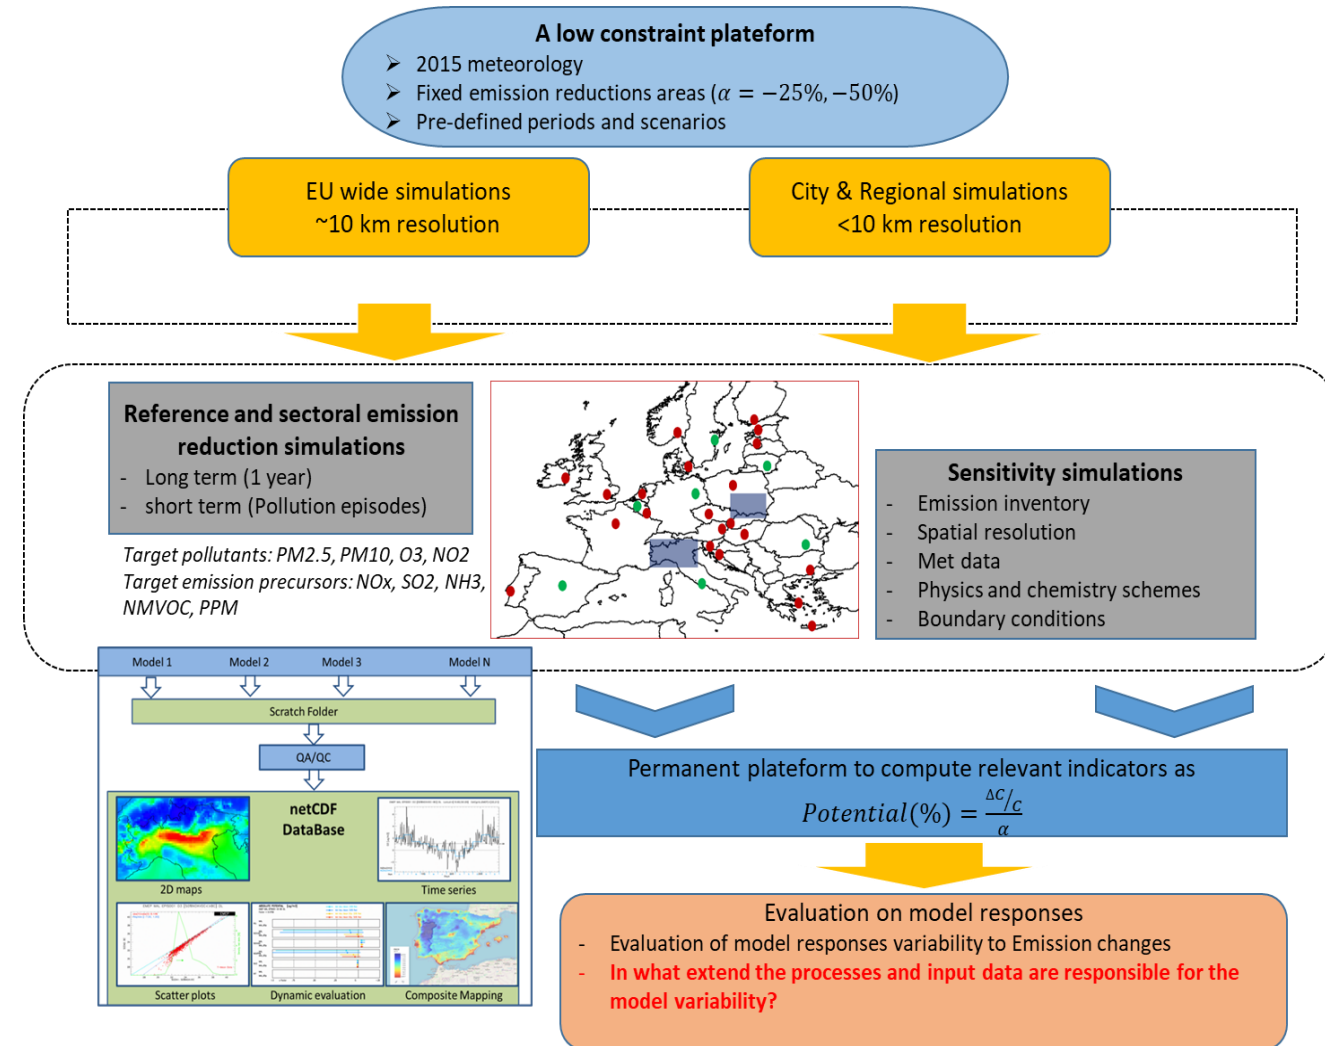 A low constraint plateform
➢ 2015 meteorology
➢ Fixed emission reductions areas (α = −25%, −50%)
➢ Pre-defined periods and scenarios
EU wide simulations
~10 km resolution
City & Regional simulations
<10 km resolution
Reference and sectoral emission
reduction simulations
- Long term (1 year)
- short term (Pollution episodes)
Target pollutants: PM2.5, PM10, O3, NO2
Target emission precursors: NOx, SO2, NH3,
NMVOC, PPM
Sensitivity simulations
- Emission inventory
- Spatial resolution
- Met data
- Physics and chemistry schemes
- Boundary conditions
Model 1 Model 2 Model 3 Model N
Scratch Folder
QA/QC
netCDF
DataBase
2D maps
Time series
Scatter plots
Dynamic evaluation
Composite Mapping
Permanent plateform to compute relevant indicators as
Potential(%) = (ΔC/C)/α
Evaluation on model responses
- Evaluation of model responses variability to Emission changes
- In what extend the processes and input data are responsible for the
model variability?